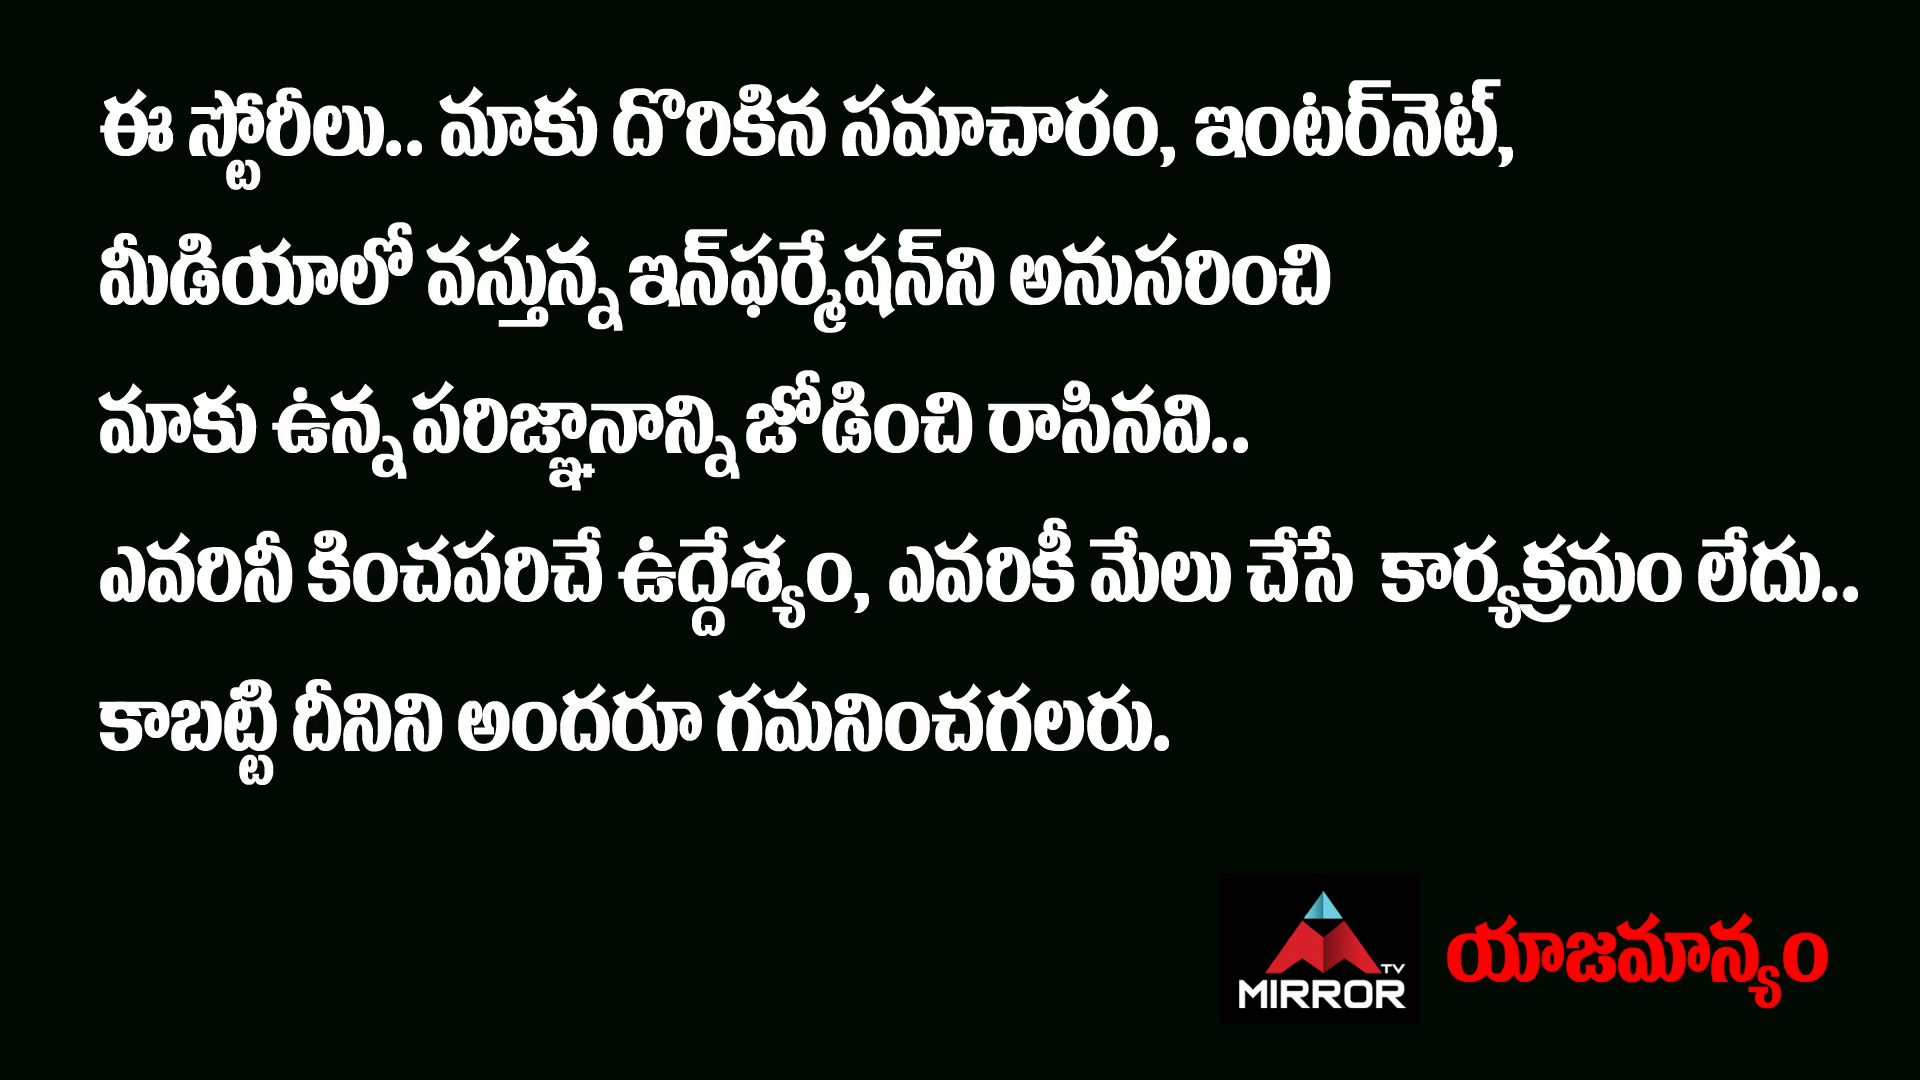 ఈ స్టోరీలు.. మాకు దొరికిన సమాచారం, ఇంటర్‌నెట్,
మీడియాలో వస్తున్న ఇన్‌ఫర్మేషన్‌ని అనుసరించి
మాకు ఉన్న పరిజ్ఞానాన్ని జోడించి రాసినవి..
ఎవరినీ కించపరిచే ఉద్దేశ్యం, ఎవరికీ మేలు చేసే కార్యక్రమం లేదు..
కాబట్టి దీనిని అందరూ గమనించగలరు.
TV
MIRROR
యాజమాన్యం